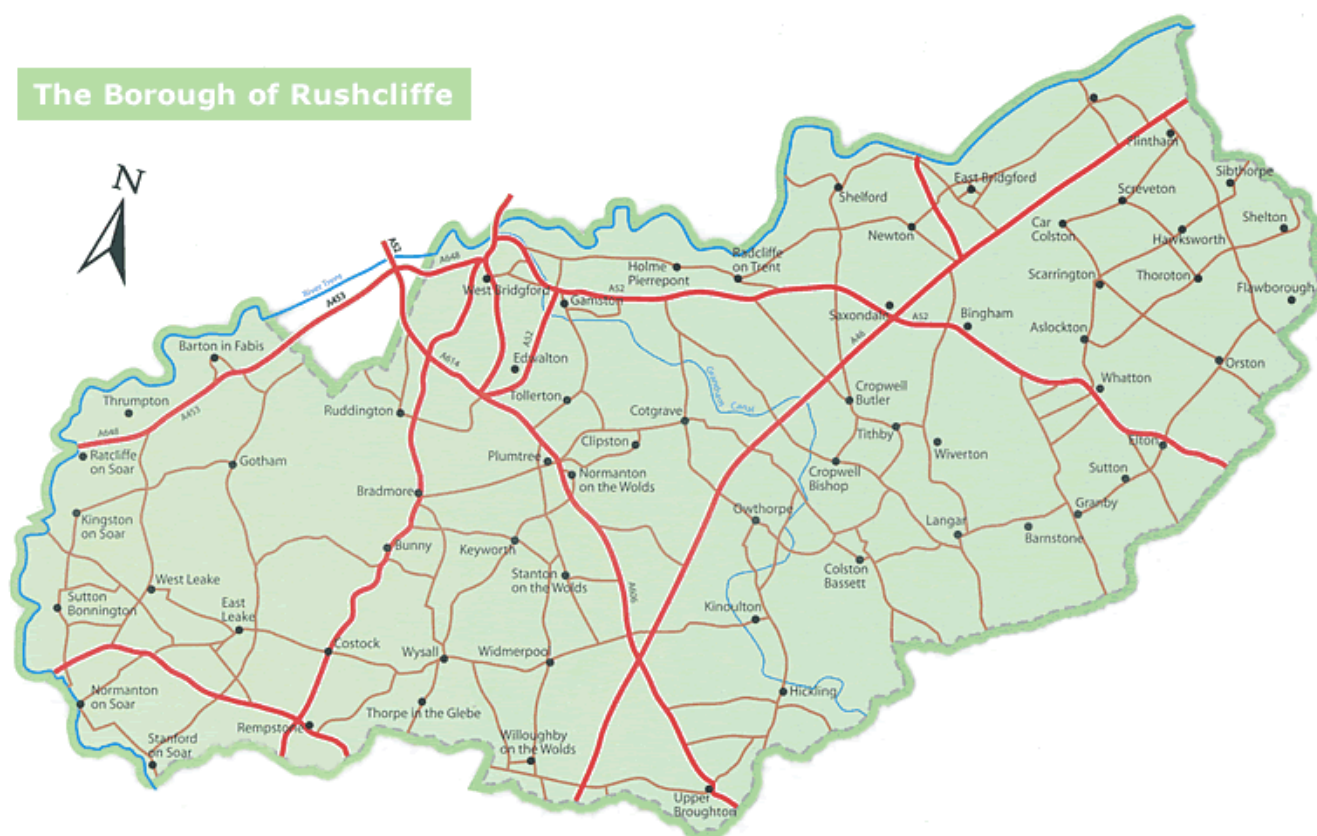 The Borough of Rushcliffe
N
Flintham
Sibthorpe
East Bridgford
Shelford
Screveton
Shelton
Car
Colston
Newton
Hawksworth
A52
A648
River Trent
Holme
Pierrepont
Radcliffe
on Trent
Scarrington
Thoroton
West Bridgford
Flawborough
A453
A52
Gamston
Saxondale
A52
Bingham
Aslockton
A46
Barton in Fabis
A614
A52
Edwalton
Orston
Grantham
Canal
Whatton
Thrumpton
Tollerton
Cropwell
Butler
Ruddington
Cotgrave
A453
A648
Clipston
Tithby
Elton
Ratcliffe
on Soar
Gotham
Plumtree
Wiverton
Normanton
on the Wolds
Cropwell
Bishop
Sutton
Bradmore
Granby
Kingston
on Soar
Owthorpe
Langar
Barnstone
Bunny
Keyworth
Colston
Bassett
Stanton
on the Wolds
West Leake
A606
Sutton
Bonnington
East
Leake
Kinoulton
Costock
Wysall
Widmerpool
Normanton
on Soar
Hickling
Thorpe in the Glebe
Rempstone
Stanford
on Soar
Willoughby
on the Wolds
Upper
Broughton